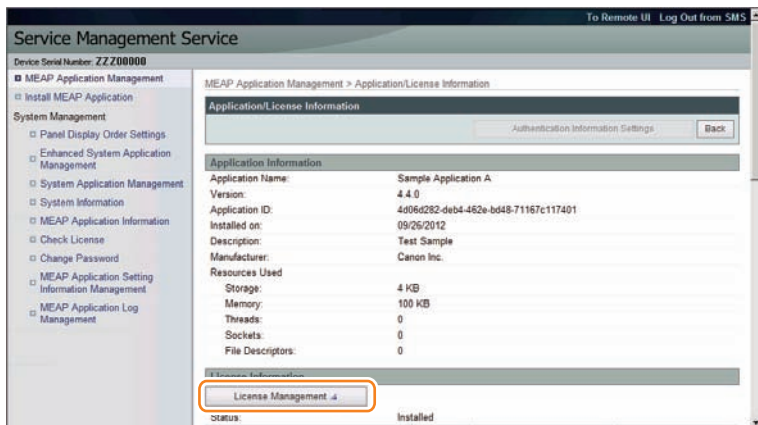 To Remote UI Log Out from SMS
Service Management Service
Device Serial Number: ZZZ00000
MEAP Application Management
Install MEAP Application
System Management
Panel Display Order Settings
Enhanced System Application
Management
System Application Management
System Information
MEAP Application Information
Check License
Change Password
MEAP Application Setting
Information Management
MEAP Application Log
Management
MEAP Application Management > Application/License Information
Application/License Information
Authentication Information Settings Back
Application Information
Application Name: Sample Application A
Version: 4.4.0
Application ID: 4d06d282-deb4-462e-bd48-71167c117401
Installed on: 09/26/2012
Description: Test Sample
Manufacturer: Canon Inc.
Resources Used
Storage: 4 KB
Memory: 100 KB
Threads: 0
Sockets: 0
File Descriptors: 0
License Information
License Management
Status: Installed